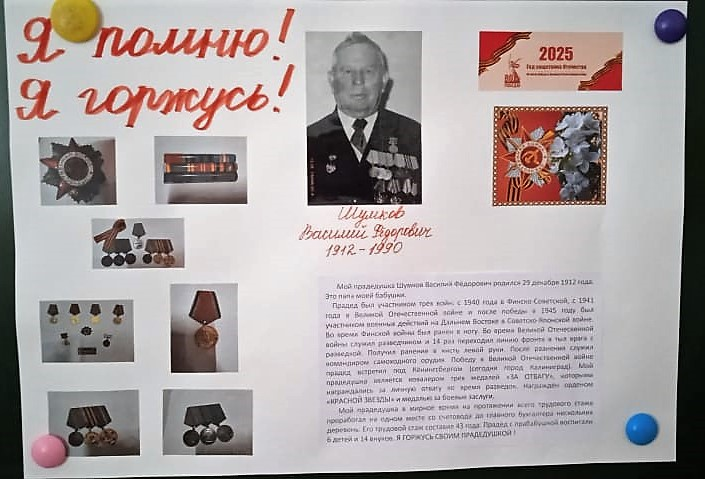 Я помню!
Я горжусь!
2025
Год защитника Отечества
Шумков
Василий Федорович
1912-1990
Мой прадедушка Шумков Василий Федорович родился 29 декабря 1912 года.
Это папа моей бабушки.
Прадед был участником трёх войн: с 1940 года в Финско-Советской, с 1941
года в Великой Отечественной войне и после победы в 1945 году был
участником военных действий на Дальнем Востоке в Советско-Японской войне.
Во время Финской войны был ранен в ногу. Во время Великой Отечественной
войны служил разведчиком и 14 раз переходил линию фронта в тыл врага с
разведкой. Получил ранение в кисть левой руки. После ранения служил
командиром самоходного орудия. Победу в Великой Отечественной войне
прадед встретил под Кёнингсбергом (сегодня город Калининград). Мой
прадедушка является кавалером трех медалей «ЗА ОТВАГУ», которыми
награждались за личную отвагу во время разведок. Награжден орденом
«КРАСНОЙ ЗВЕЗДЫ» и медалью за боевые заслуги.
Мой прадедушка в мирное время на протяжении всего трудового стажа
проработал на одном месте со счетовода до главного бухгалтера нескольких
деревень. Его трудовой стаж составил 43 года. Прадед с прабабушкой воспитали
6 детей и 14 внуков. Я ГОРЖУСЬ СВОИМ ПРАДЕДУШКОЙ !